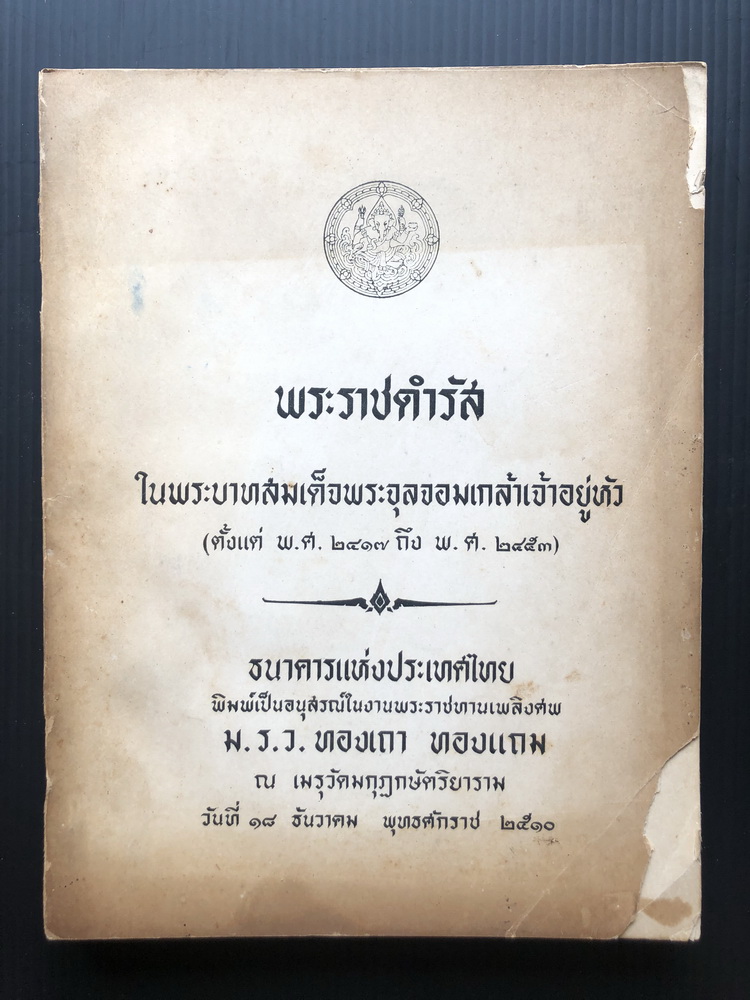 พระราชดำรัส
ในพระบาทสมเด็จพระจุลจอมเกล้าเจ้าอยู่หัว
(ตั้งแต่ พ.ศ. ๒๔๑๗ ถึง พ.ศ. ๒๔๕๓)
ธนาคารแห่งประเทศไทย
พิมพ์เป็นอนุสรณ์ในงานพระราชทานเพลิงศพ
ม.ร.ว. ทองเถา ทองแถม
ณ เมรุวัดมกุฏกษัตริยาราม
วันที่ ๑๘ ธันวาคม พุทธศักราช ๒๕๑๐